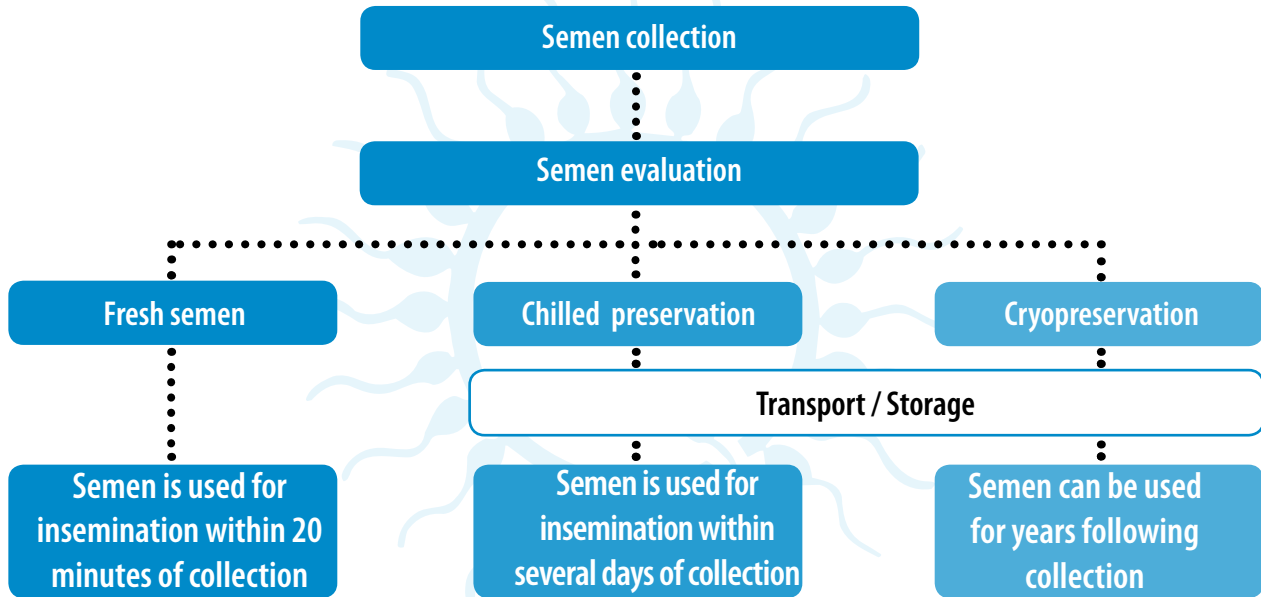 Semen collection
Semen evaluation
Fresh semen
Chilled preservation
Cryopreservation
Transport / Storage
Semen is used for
insemination within 20
minutes of collection
Semen is used for
insemination within
several days of collection
Semen can be used
for years following
collection